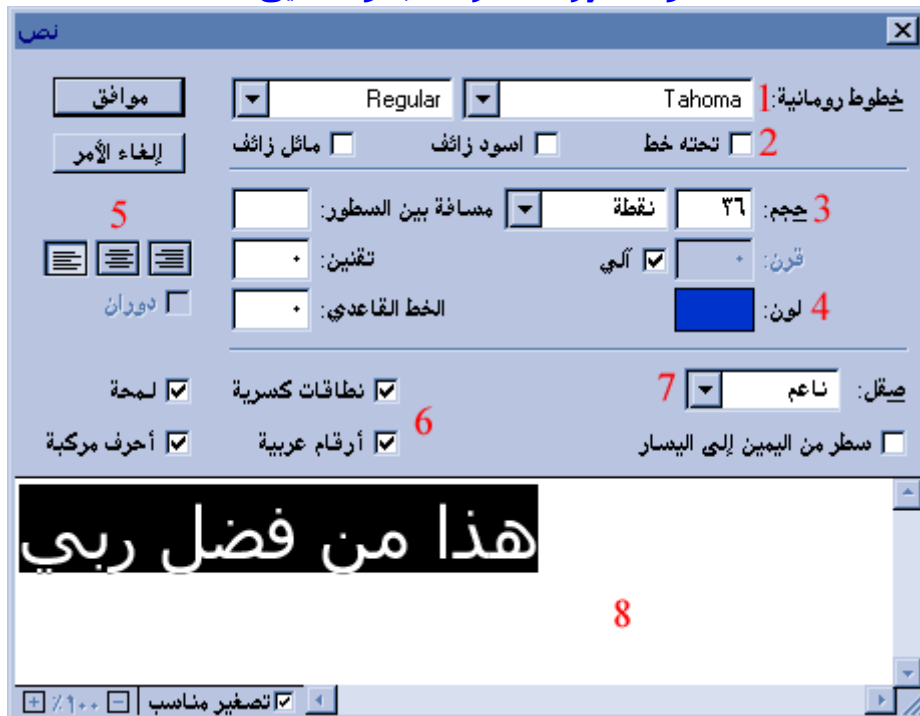 نص
خطوط رومانية: 1 Tahoma Regular موافق
2 تحته خط اسود زائف مائل زائف إلغاء الأمر
حجم: 3 ٣٦ نقطة مسافة بين السطور: 5
قرن: ٠ آلي تقنين: ٠
لون: 4 الخط القاعدي: ٠ دوران
صقل: ناعم 7 نطاقات كسرية لمحة
6
سطر من اليمين إلى اليسار أرقام عربية أحرف مركبة
هذا من فضل ربي
8
تصغير مناسب ١٠٠٪